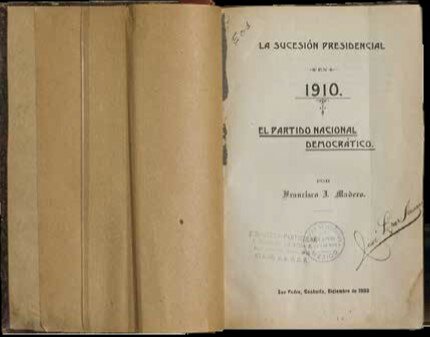 LA SUCESIÓN PRESIDENCIAL
EN
1910.
EL PARTIDO NACIONAL
DEMOCRÁTICO.
POR
Francisco I. Madero.
San Pedro, Coahuila, Diciembre de 1908